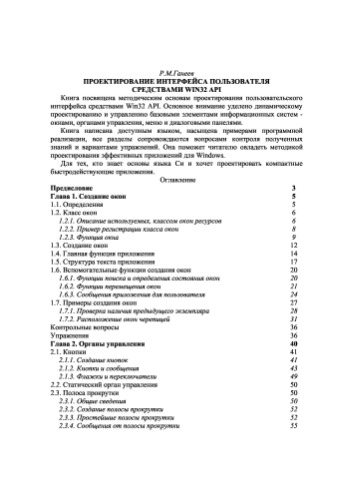 Р.М.Ганеев
ПРОЕКТИРОВАНИЕ ИНТЕРФЕЙСА ПОЛЬЗОВАТЕЛЯ
СРЕДСТВАМИ WIN32 API
Книга посвящена методическим основам проектирования пользовательского
интерфейса средствами Win32 API. Основное внимание уделено динамическому
проектированию и управлению базовыми элементами информационных систем -
окнами, органами управления, меню и диалоговыми панелями.
Книга написана доступным языком, насыщена примерами программной
реализации, все разделы сопровождаются вопросами контроля полученных
знаний и вариантами упражнений. Она поможет читателю овладеть методикой
проектирования эффективных приложений для Windows.
Для тех, кто знает основы языка Си и хочет проектировать компактные
быстродействующие приложения.
Оглавление
Предисловие 3
Глава 1. Создание окон 5
1.1. Определения 5
1.2. Класс окон 6
1.2.1. Описание используемых, классом окон ресурсов 6
1.2.2. Пример регистрации класса окон 8
1.2.3. Функция окна 9
1.3. Создание окон 12
1.4. Главная функция приложения 14
1.5. Структура текста приложения 17
1.6. Вспомогательные функции создания окон 20
1.6.1. Функции поиска и определения состояния окон 20
1.6.2. Функции перемещения окон 21
1.6.3. Сообщения приложения для пользователя 24
1.7. Примеры создания окон 27
1.7.1. Проверка наличия предыдущего экземпляра 28
1.7.2. Расположение окон черепицей 31
Контрольные вопросы 36
Упражнения 36
Глава 2. Органы управления 40
2.1. Кнопки 41
2.1.1. Создание кнопок 41
2.1.2. Кнопки и сообщения 43
2.1.3. Флажки и переключатели 49
2.2. Статический орган управления 50
2.3. Полоса прокрутки 50
2.3.1. Общие сведения 50
2.3.2. Создание полосы прокрутки 52
2.3.3. Простейшие полосы прокрутки 52
2.3.4. Сообщения от полосы прокрутки 55